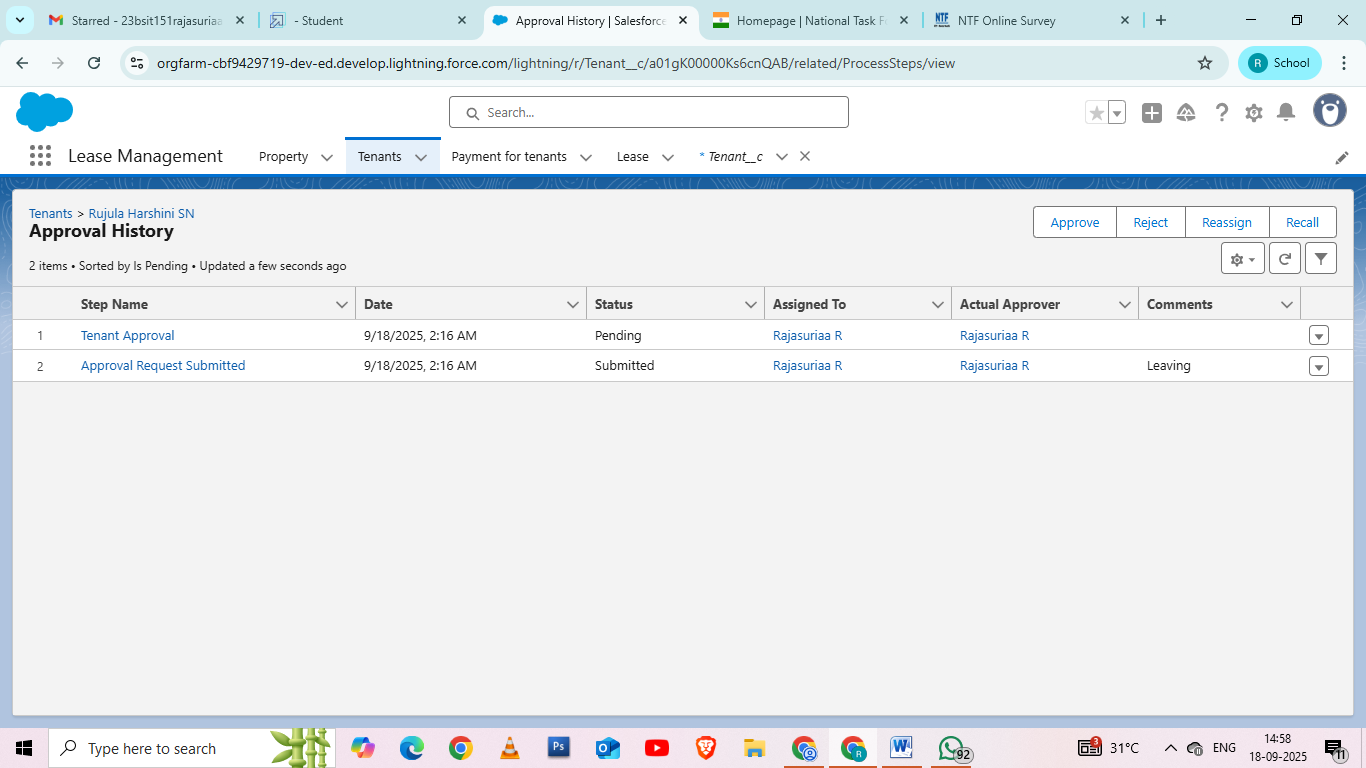 Starred - 23bsit151rajasuriaa
- Student
Approval History | Salesforce
Homepage | National Task F
NTF
NTF Online Survey
orgfarm-cbf9429719-dev-ed.develop.lightning.force.com/lightning/r/Tenant__c/a01gK00000Ks6cnQAB/related/ProcessSteps/view
R School
Search...
Lease Management
Property
Tenants
Payment for tenants
Lease
* Tenant__c
Tenants > Rujula Harshini SN
Approval History
Approve Reject Reassign Recall
2 items • Sorted by Is Pending • Updated a few seconds ago
Step Name Date Status Assigned To Actual Approver Comments
1 Tenant Approval 9/18/2025, 2:16 AM Pending Rajasuriaa R Rajasuriaa R
2 Approval Request Submitted 9/18/2025, 2:16 AM Submitted Rajasuriaa R Rajasuriaa R Leaving
Type here to search
Ps
R
W
92
3
31°C
ENG
14:58
18-09-2025
11